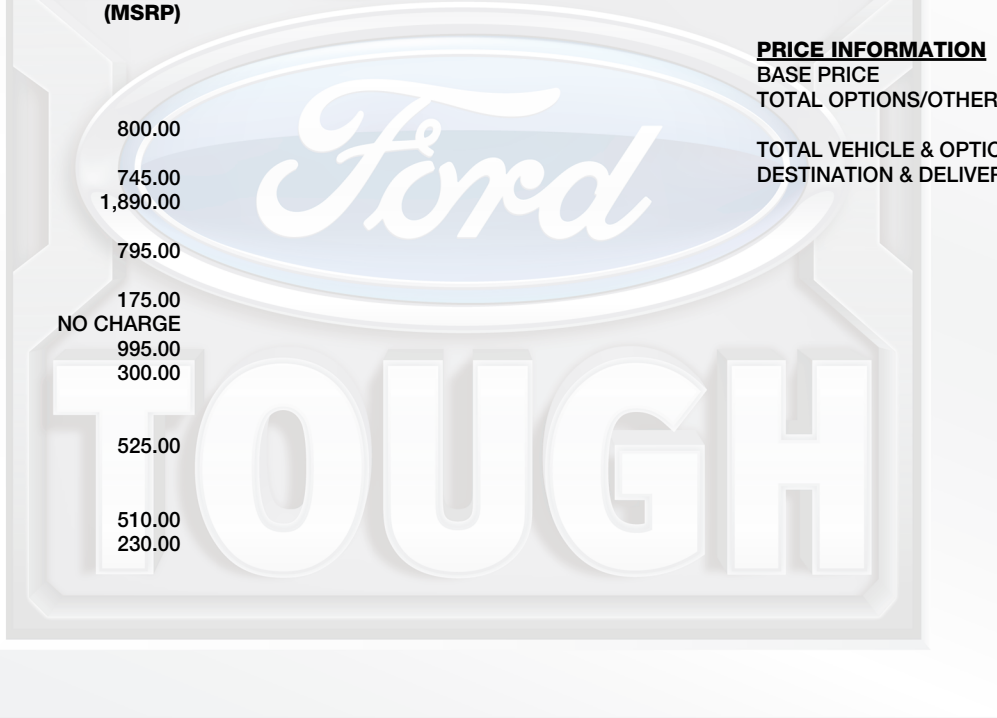 (MSRP)
800.00
745.00
1,890.00
795.00
175.00
NO CHARGE
995.00
300.00
525.00
510.00
230.00
PRICE INFORMATION
BASE PRICE
TOTAL OPTIONS/OTHER
TOTAL VEHICLE & OPTIO
DESTINATION & DELIVER
Ford
TOUGH